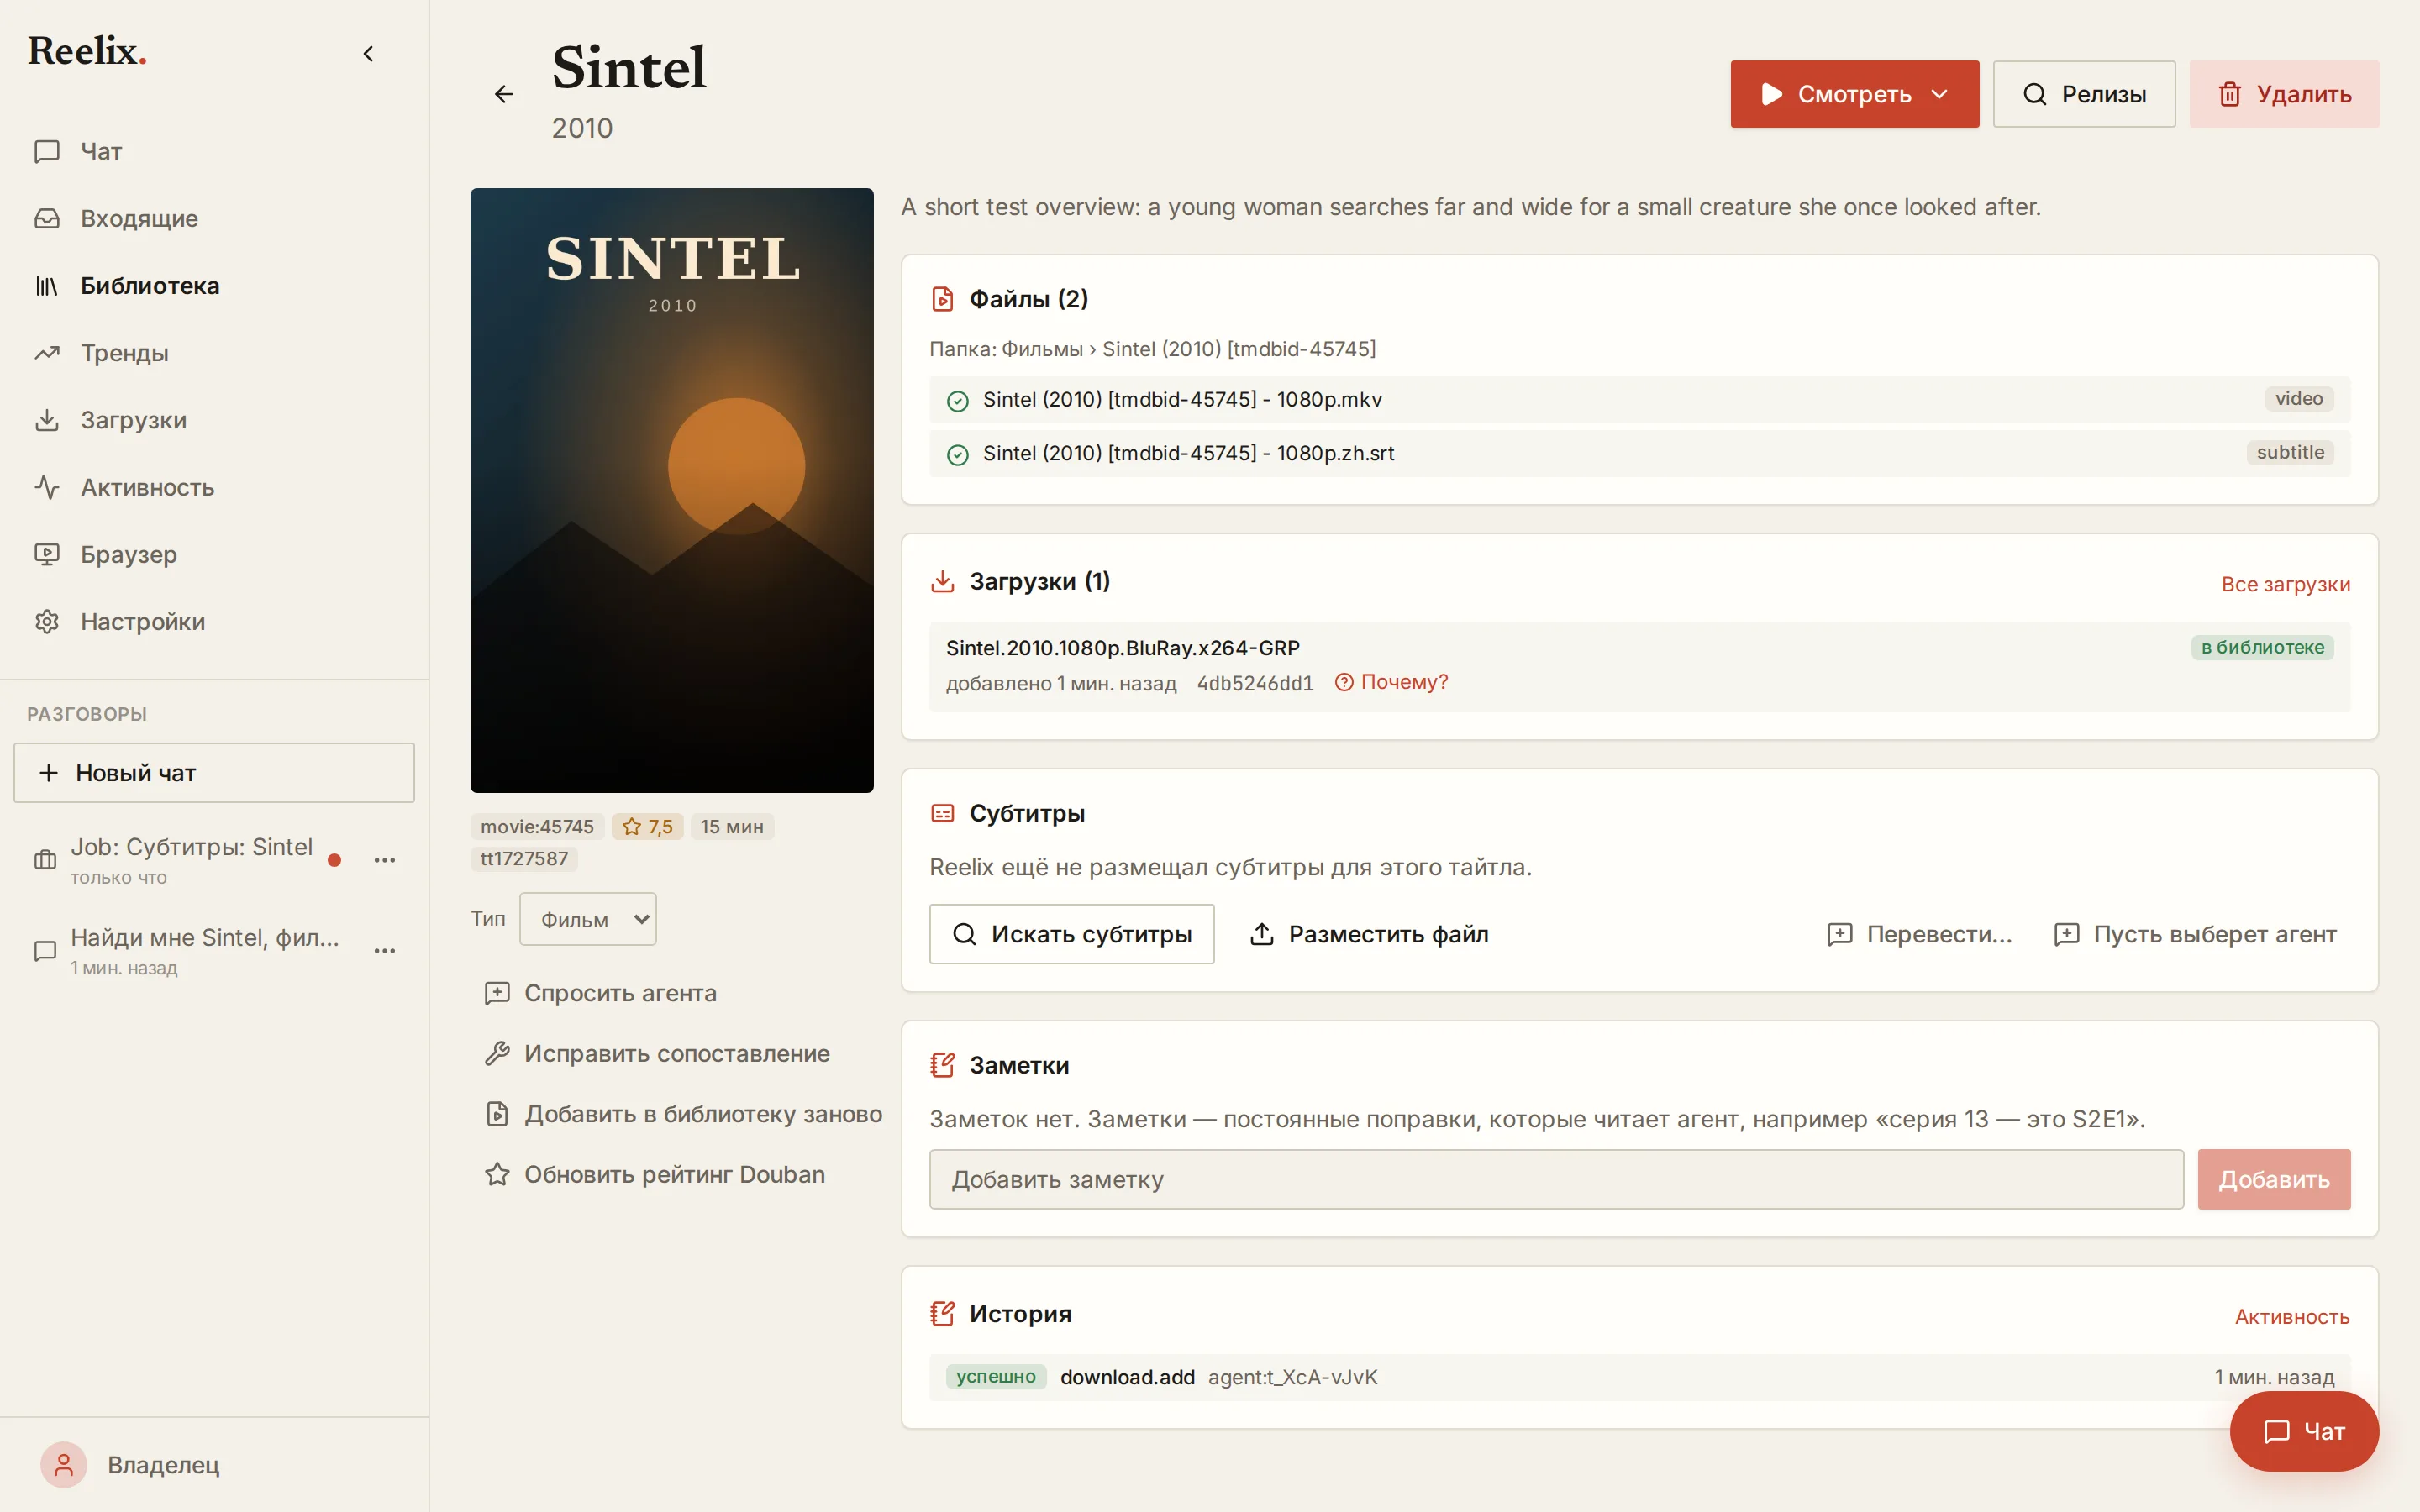 Reelix.
Чат
Входящие
Библиотека
Тренды
Загрузки
Активность
Браузер
Настройки
РАЗГОВОРЫ
Новый чат
Job: Субтитры: Sintel
только что
Найди мне Sintel, фил...
1 мин. назад
Владелец
Sintel
2010
Смотреть
Релизы
Удалить
SINTEL
2010
movie:45745
7,5
15 мин
tt1727587
Тип
Фильм
Спросить агента
Исправить сопоставление
Добавить в библиотеку заново
Обновить рейтинг Douban
A short test overview: a young woman searches far and wide for a small creature she once looked after.
Файлы (2)
Папка: Фильмы › Sintel (2010) [tmdbid-45745]
Sintel (2010) [tmdbid-45745] - 1080p.mkv
video
Sintel (2010) [tmdbid-45745] - 1080p.zh.srt
subtitle
Загрузки (1)
Все загрузки
Sintel.2010.1080p.BluRay.x264-GRP
в библиотеке
добавлено 1 мин. назад 4db5246dd1 Почему?
Субтитры
Reelix ещё не размещал субтитры для этого тайтла.
Искать субтитры
Разместить файл
Перевести...
Пусть выберет агент
Заметки
Заметок нет. Заметки — постоянные поправки, которые читает агент, например «серия 13 — это S2E1».
Добавить заметку
Добавить
История
Активность
успешно download.add agent:t_XcA-vJvK
1 мин. назад
Чат